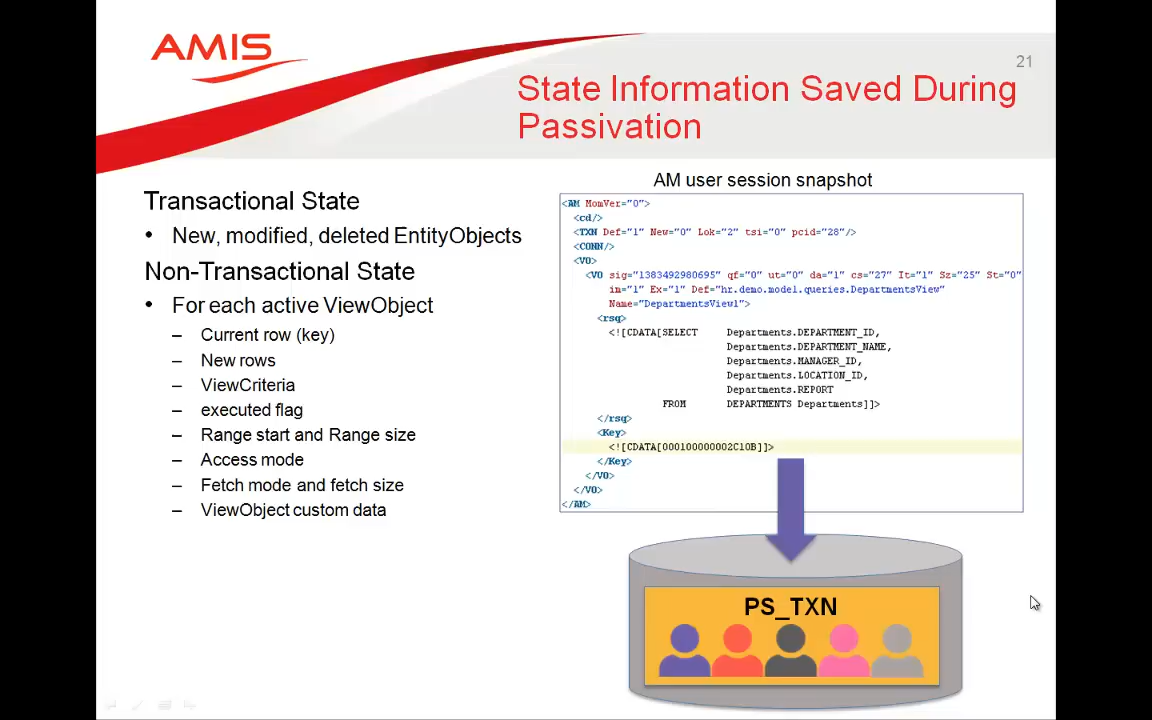 AMIS
21
State Information Saved During
Passivation
Transactional State
• New, modified, deleted EntityObjects
Non-Transactional State
• For each active ViewObject
– Current row (key)
– New rows
– ViewCriteria
– executed flag
– Range start and Range size
– Access mode
– Fetch mode and fetch size
– ViewObject custom data
AM user session snapshot
<AM MomVer="0">
<cd/>
<TXN Def="1" New="0" Lok="2" tsi="0" pcid="28"/>
<CONN/>
<VO>
<VO sig="1383492980695" qf="0" ut="0" da="1" cs="27" It="1" Sz="25" St="0"
im="1" Ex="1" Def="hr.demo.model.queries.DepartmentsView"
Name="DepartmentsView1">
<rsq>
<![CDATA[SELECT Departments.DEPARTMENT_ID,
Departments.DEPARTMENT_NAME,
Departments.MANAGER_ID,
Departments.LOCATION_ID,
Departments.REPORT
FROM DEPARTMENTS Departments]]>
</rsq>
<Key>
<![CDATA[000100000002C10B]]>
</Key>
</VO>
</VO>
</AM>
PS_TXN